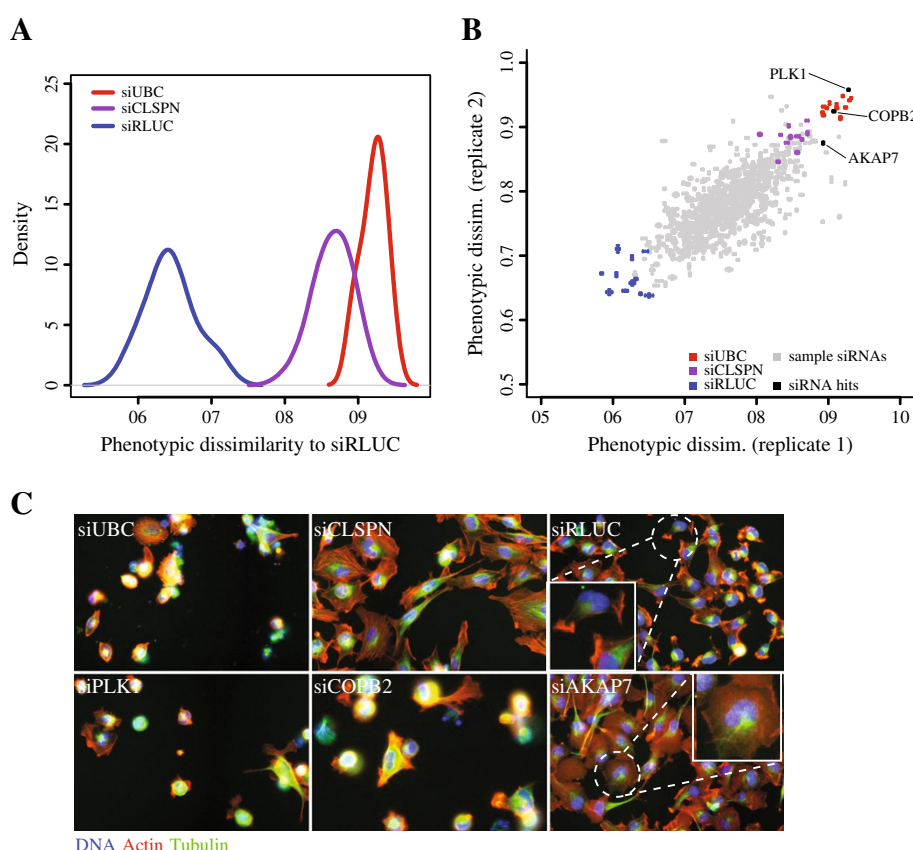 A
25
20
15
10
5
0
Density
siUBC
siCLSPN
siRLUC
06 07 08 09
Phenotypic dissimilarity to siRLUC
B
1.0
0.9
0.8
0.7
0.6
0.5
Phenotypic dissim. (replicate 2)
PLK1
COPB2
AKAP7
siUBC
siCLSPN
siRLUC
sample siRNAs
siRNA hits
05 06 07 08 09 10
Phenotypic dissim. (replicate 1)
C
siUBC
siCLSPN
siRLUC
siPLK1
siCOPB2
siAKAP7
DNA Actin Tubulin